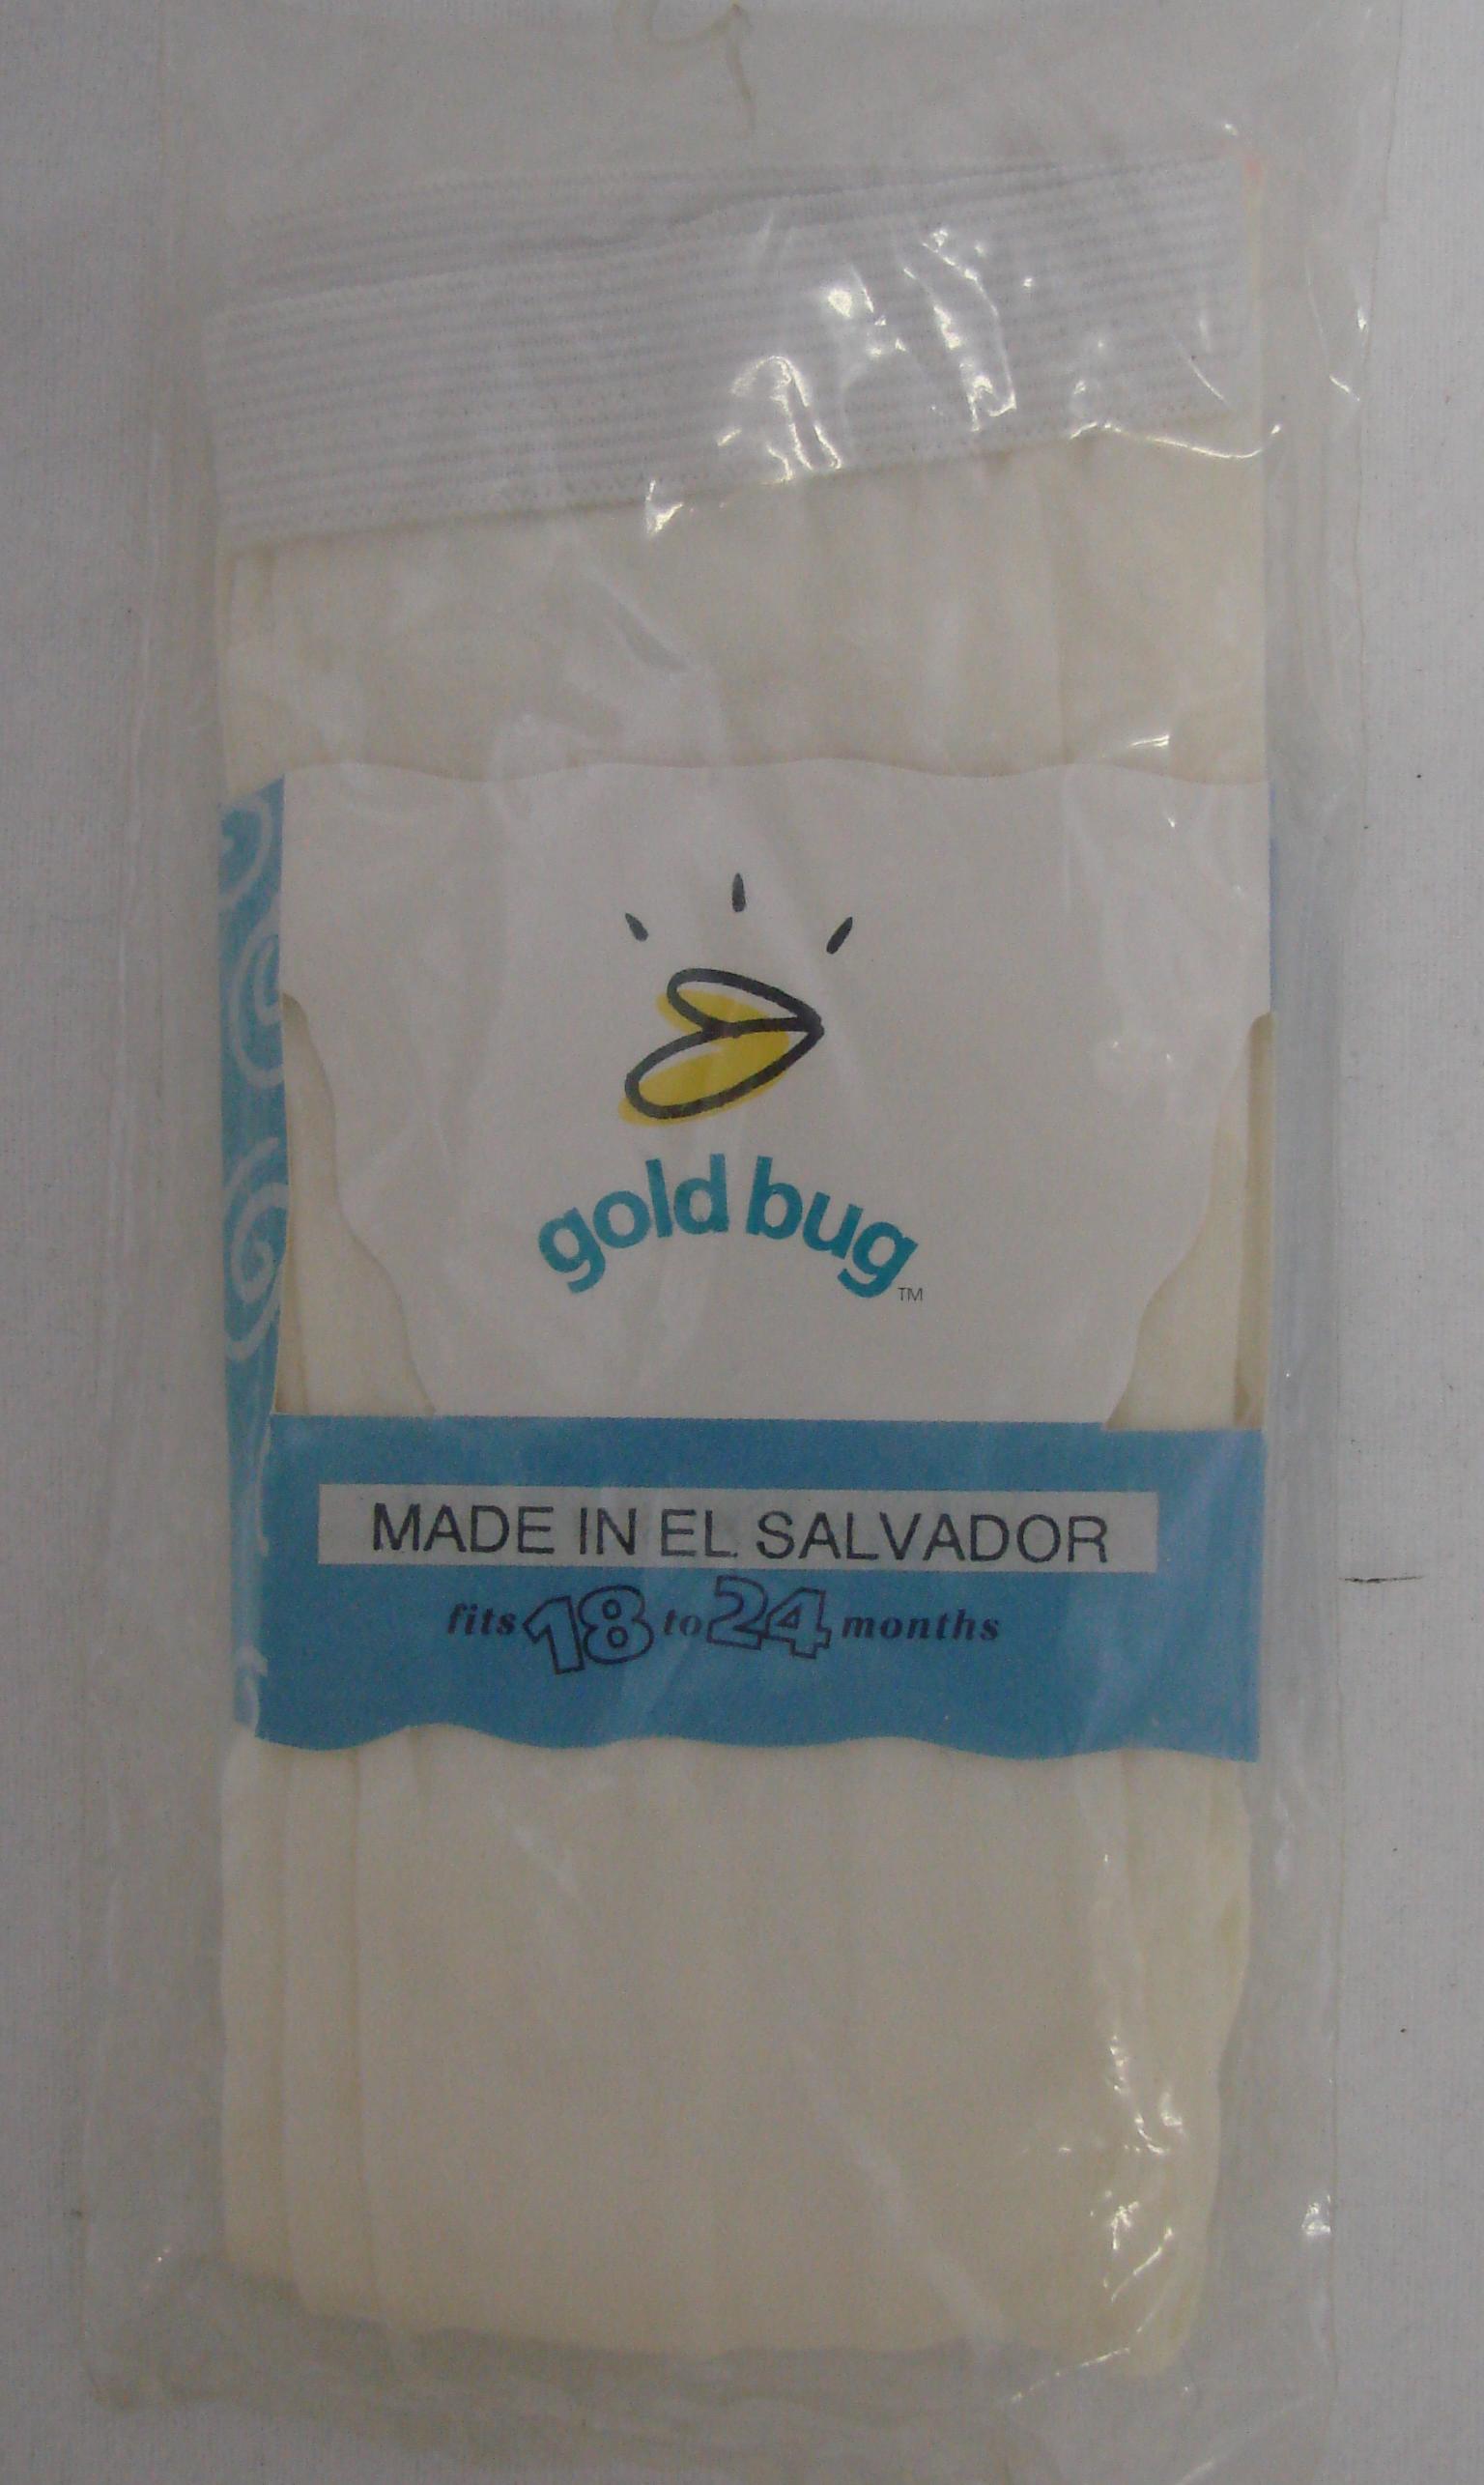 gold bug
TM
MADE IN EL SALVADOR
fits 18 to 24 months